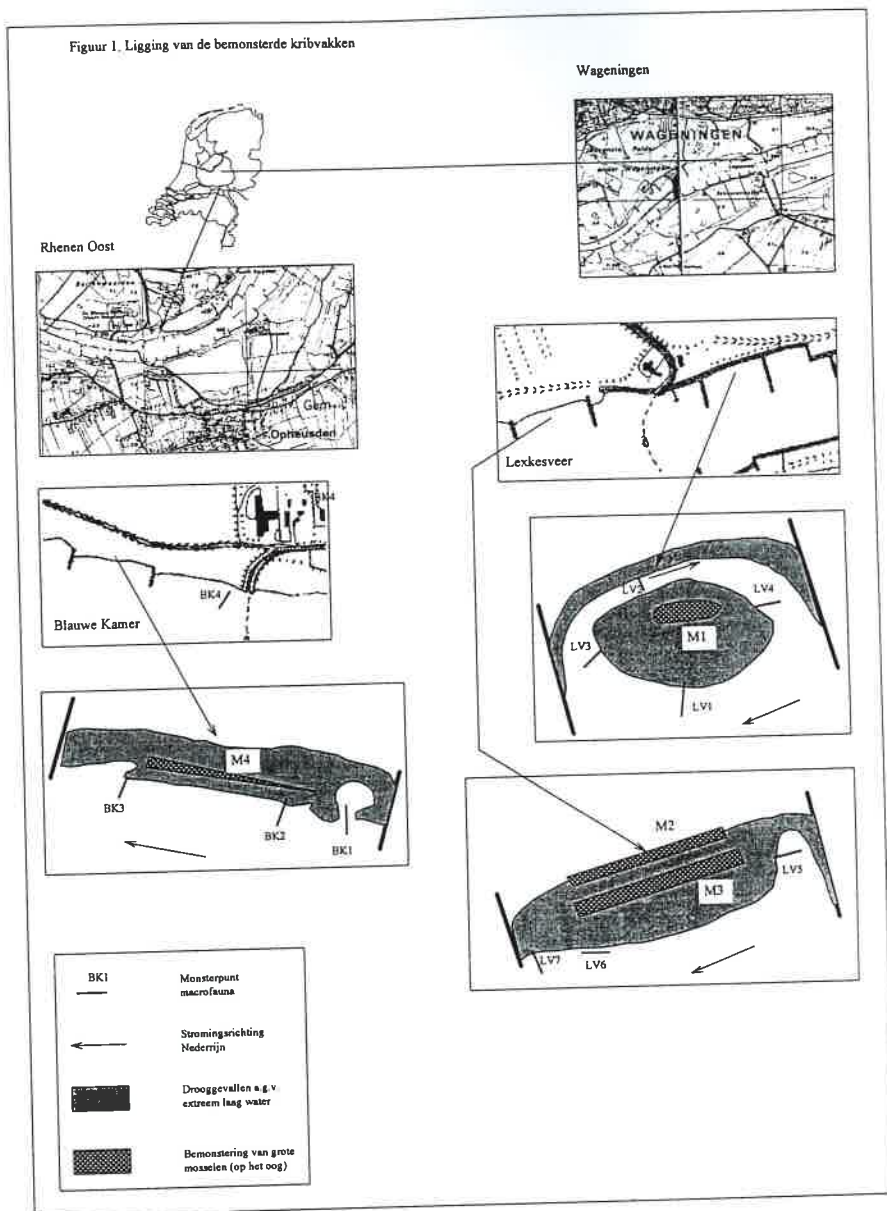 Figuur 1. Ligging van de bemonsterde kribvakken
Wageningen
WAGENINGEN
Rhenen Oost
Gem
Opheusden
Lexkesveer
BK4
BK4
Blauwe Kamer
LV2
LV4
M1
LV3
LV1
M4
BK3
BK2
BK1
M2
M3
LV5
LV7
LV6
BK1
Monsterpunt
macrofauna
Stromingsrichting
Nederrijn
Drooggevallen a.g.v.
extreem laag water
Bemonstering van grote
mosselen (op het oog)